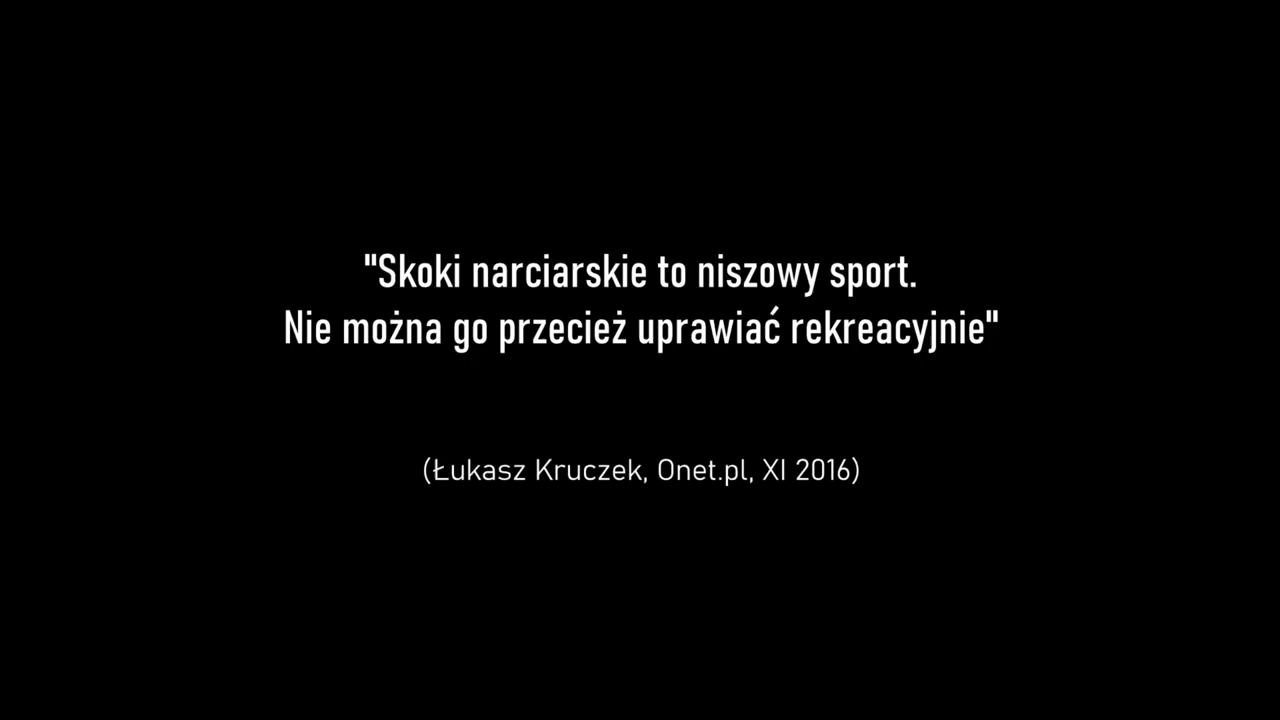 "Skoki narciarskie to niszowy sport.
Nie można go przecież uprawiać rekreacyjnie"
(Łukasz Kruczek, Onet.pl, XI 2016)